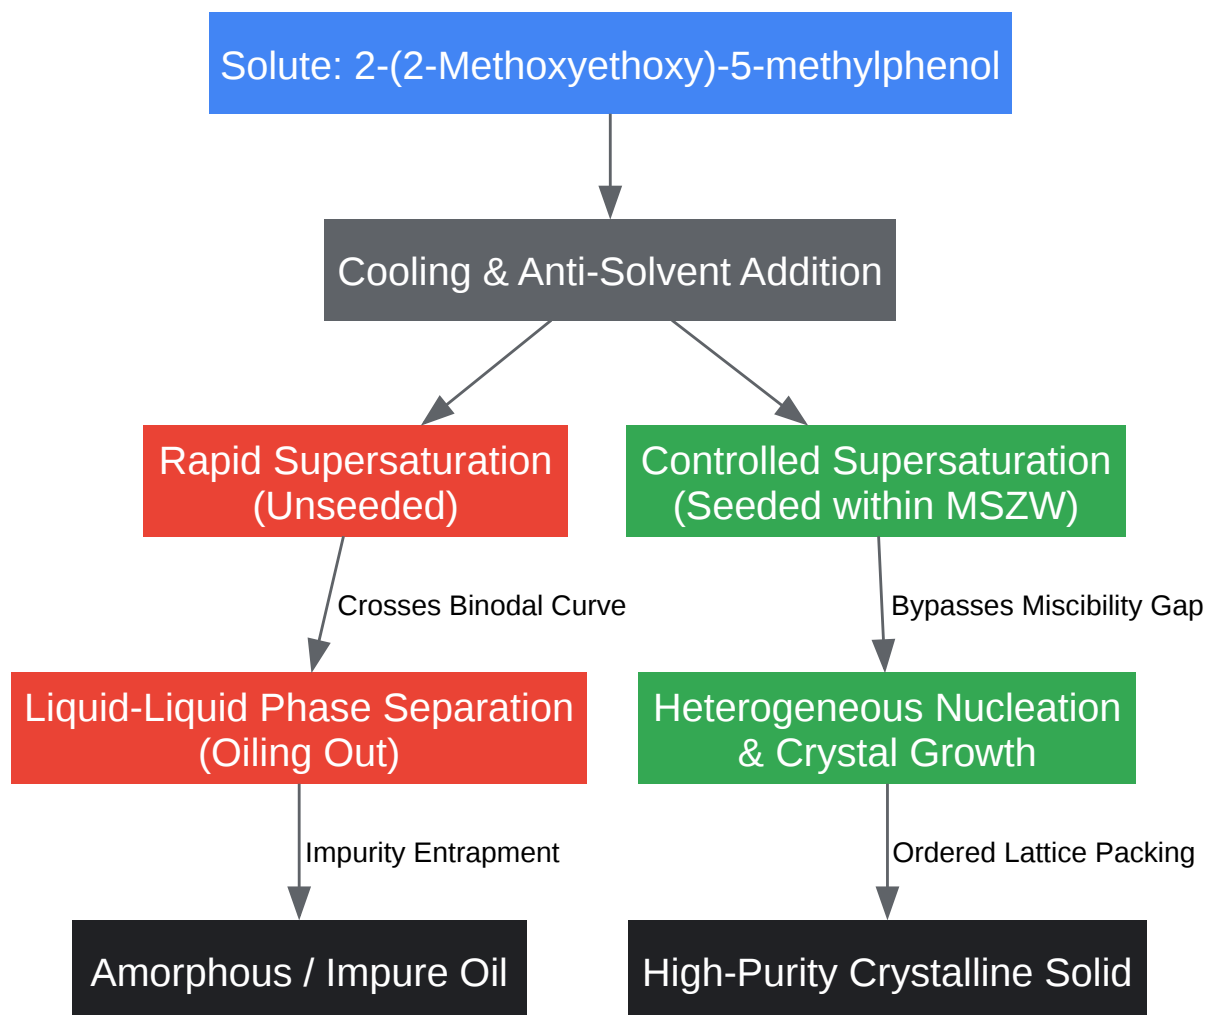 Solute: 2-(2-Methoxyethoxy)-5-methylphenol
Cooling & Anti-Solvent Addition
Rapid Supersaturation
(Unseeded)
Controlled Supersaturation
(Seeded within MSZW)
Crosses Binodal Curve
Bypasses Miscibility Gap
Liquid-Liquid Phase Separation
(Oiling Out)
Heterogeneous Nucleation
& Crystal Growth
Impurity Entrapment
Ordered Lattice Packing
Amorphous / Impure Oil
High-Purity Crystalline Solid